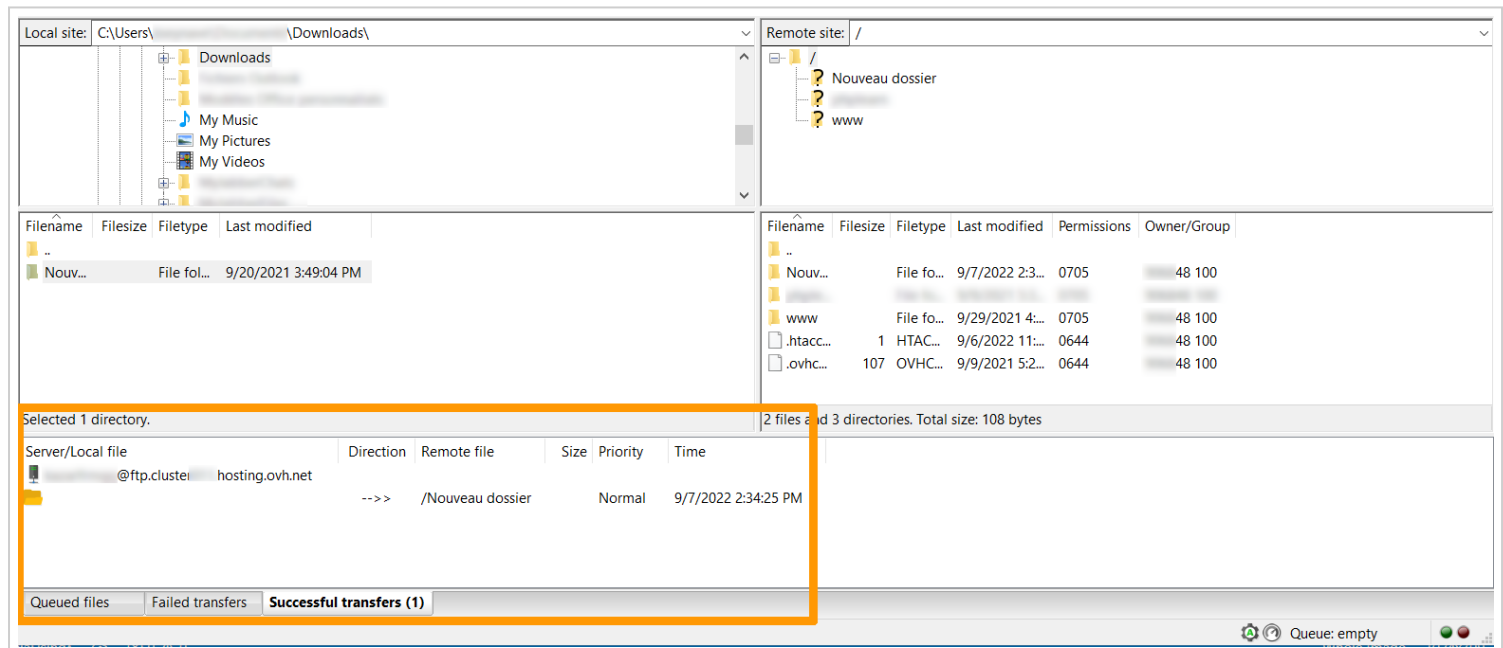 Local site: C:\Users\ \Downloads\
Downloads
My Music
My Pictures
My Videos
Filename Filesize Filetype Last modified
..
Nouv... File fol... 9/20/2021 3:49:04 PM
Selected 1 directory.
Remote site: /
/
Nouveau dossier
www
Filename Filesize Filetype Last modified Permissions Owner/Group
..
Nouv... File fo... 9/7/2022 2:3... 0705 48 100
www File fo... 9/29/2021 4:... 0705 48 100
.htacc... 1 HTAC... 9/6/2022 11:... 0644 48 100
.ovhc... 107 OVHC... 9/9/2021 5:2... 0644 48 100
2 files and 3 directories. Total size: 108 bytes
Server/Local file Direction Remote file Size Priority Time
@ftp.cluste hosting.ovh.net
-->> /Nouveau dossier Normal 9/7/2022 2:34:25 PM
Queued files Failed transfers Successful transfers (1)
Queue: empty